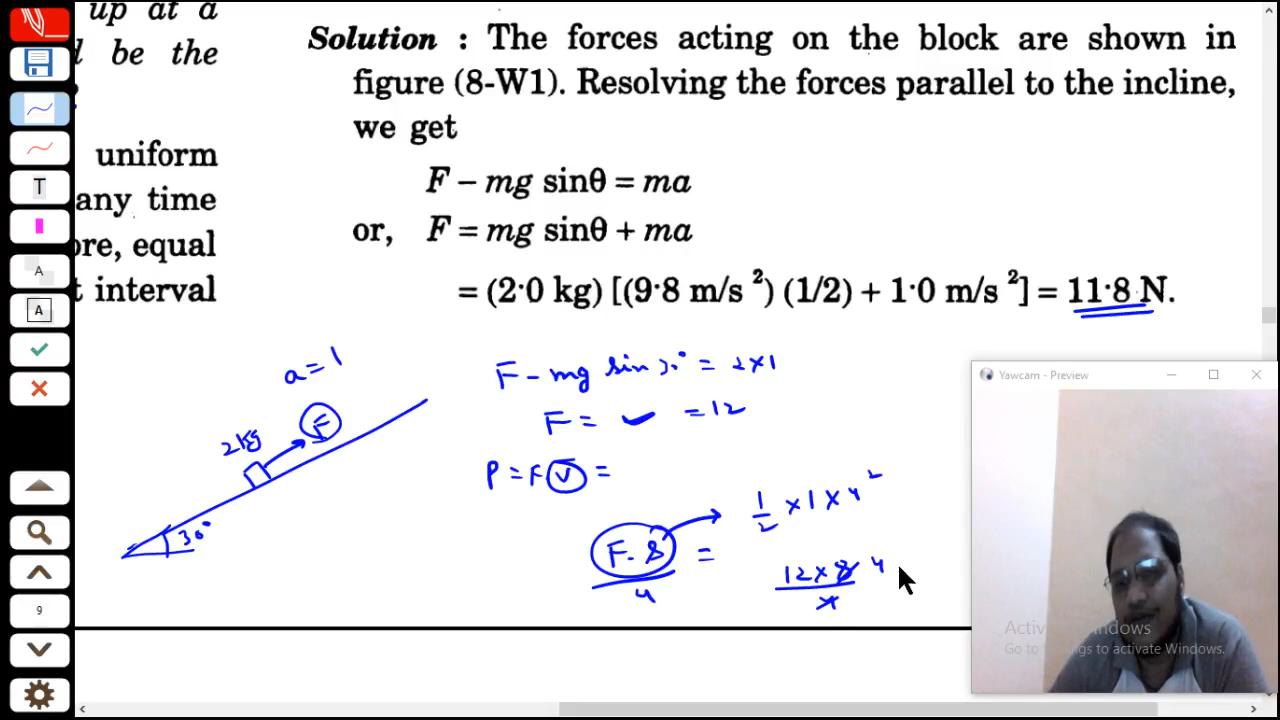 up at a
d be the
uniform
any time
ore, equal
t interval
Solution : The forces acting on the block are shown in
figure (8-W1). Resolving the forces parallel to the incline,
we get
F – mg sinθ = ma
or, F = mg sinθ + ma
= (2·0 kg) [(9·8 m/s ²) (1/2) + 1·0 m/s ²] = 11·8 N.
a = 1
2kg
F
30°
F – mg sin 30° = 2×1
F = ✓ = 12
P = F V =
F. S / 4 =
1/2 × 1 × 4²
12 × 8 4
4
T
A
A
9
Yawcam - Preview
Activate Windows
Go to Settings to activate Windows.